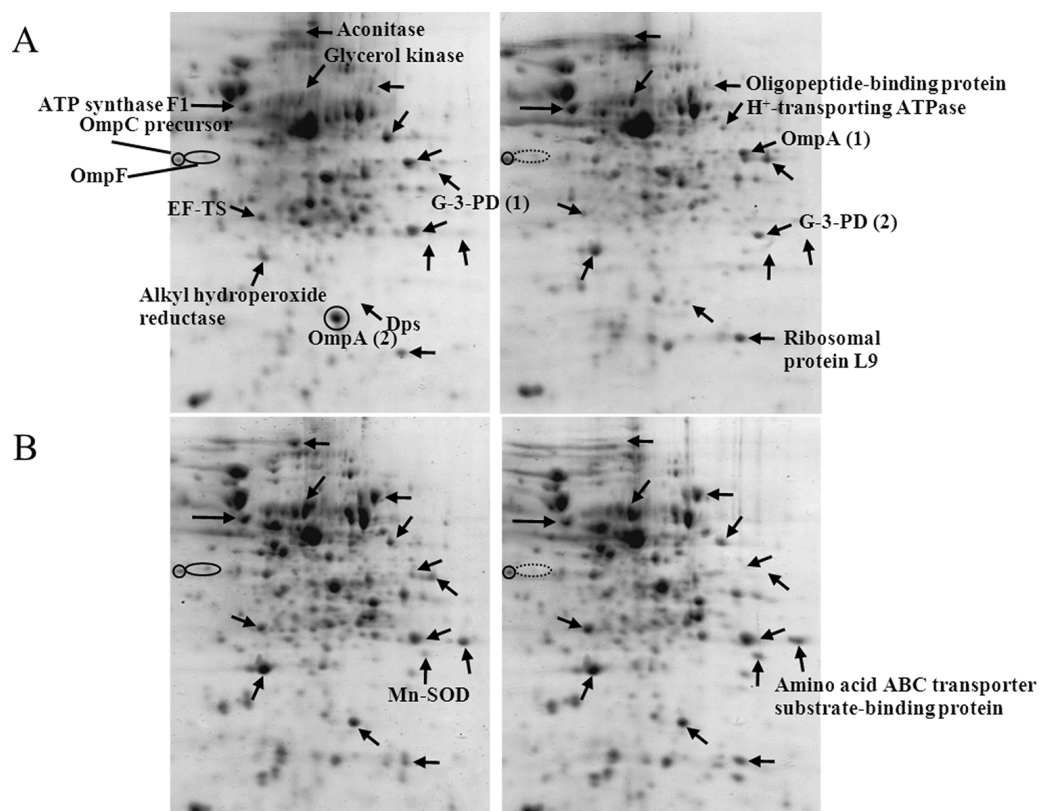 A
Aconitase
Glycerol kinase
ATP synthase F1
OmpC precursor
OmpF
EF-TS
G-3-PD (1)
Alkyl hydroperoxide
reductase
Dps
OmpA (2)
Oligopeptide-binding protein
H⁺-transporting ATPase
OmpA (1)
G-3-PD (2)
Ribosomal
protein L9
B
Mn-SOD
Amino acid ABC transporter
substrate-binding protein